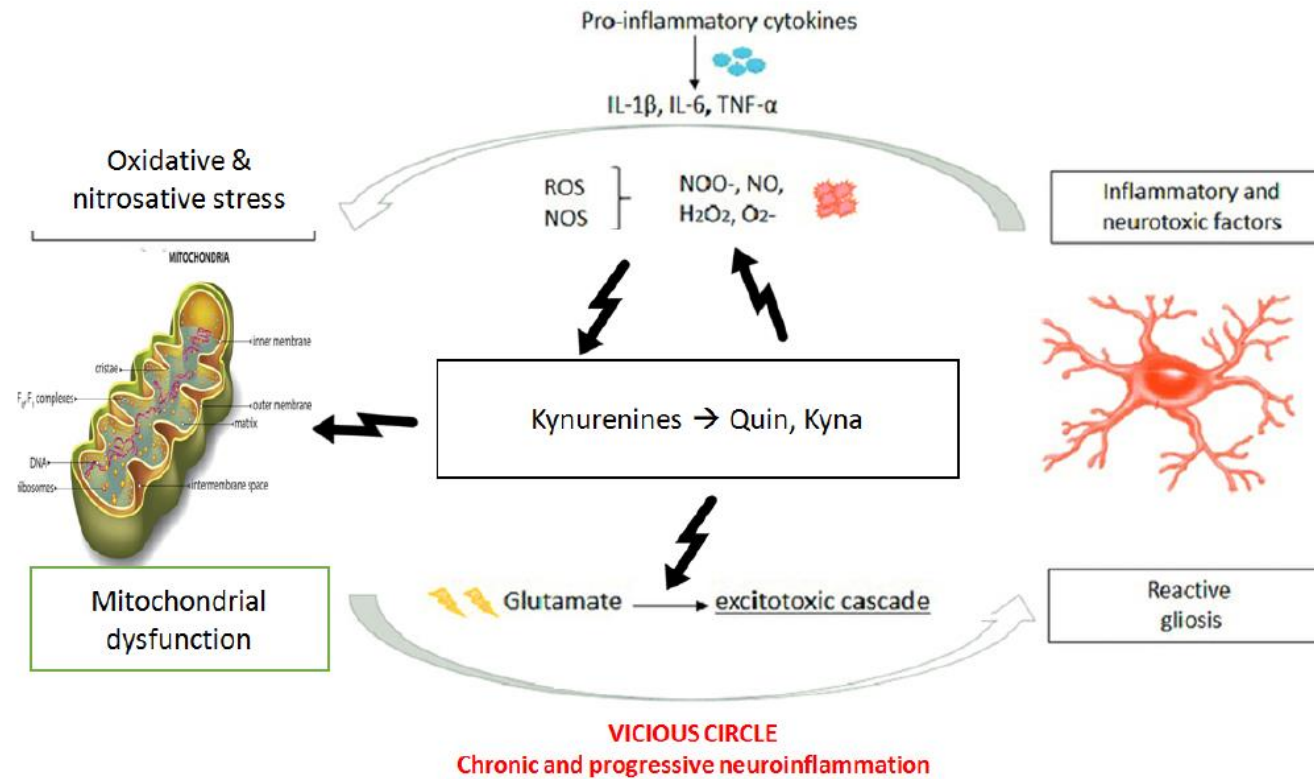 Pro-inflammatory cytokines
IL-1β, IL-6, TNF-α
Oxidative &
nitrosative stress
ROS
NOS
NOO-, NO,
H2O2, O2-
Inflammatory and
neurotoxic factors
MITOCHONDRIA
inner membrane
cristae
F0,F1 complexes
outer membrane
matrix
DNA
intermembrane space
Kynurenines → Quin, Kyna
Mitochondrial
dysfunction
Glutamate → excitotoxic cascade
Reactive
gliosis
VICIOUS CIRCLE
Chronic and progressive neuroinflammation